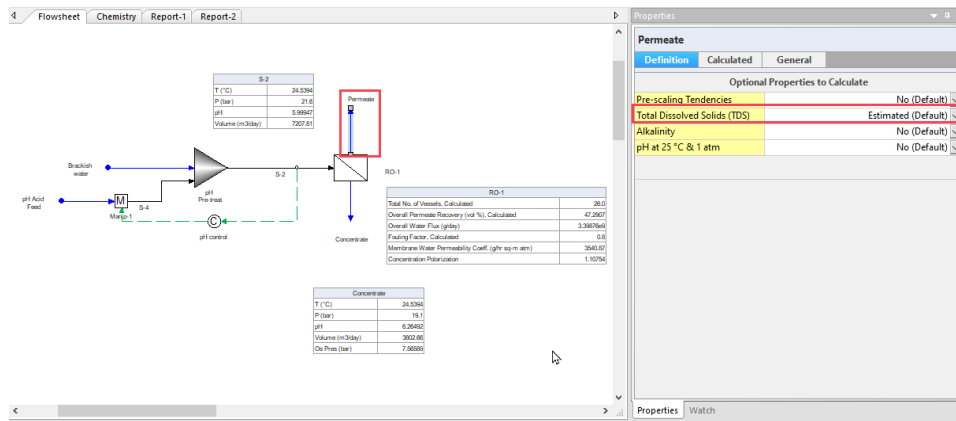 Flowsheet Chemistry Report-1 Report-2
S-2
T (°C) 24.5394
P (bar) 21.6
pH 5.99947
Volume (m3/day) 7207.81
Permeate
Brackish
water
pH Acid
Feed
M
Manip-1
S-4
pH
Pre-treat
S-2
RO-1
C
pH control
Concentrate
RO-1
Total No. of Vessels, Calculated 26.0
Overall Permeate Recovery (vol %), Calculated 47.2907
Overall Water Flux (g/day) 3.39876e9
Fouling Factor, Calculated 0.8
Membrane Water Permeability Coeff. (g/hr sq-m atm) 3540.87
Concentration Polarization 1.10754
Concentrate
T (°C) 24.5394
P (bar) 19.1
pH 6.26492
Volume (m3/day) 3802.66
Os Pres (bar) 7.56589
Properties
Permeate
Definition Calculated General
Optional Properties to Calculate
Pre-scaling Tendencies No (Default)
Total Dissolved Solids (TDS) Estimated (Default)
Alkalinity No (Default)
pH at 25 °C & 1 atm No (Default)
Properties Watch